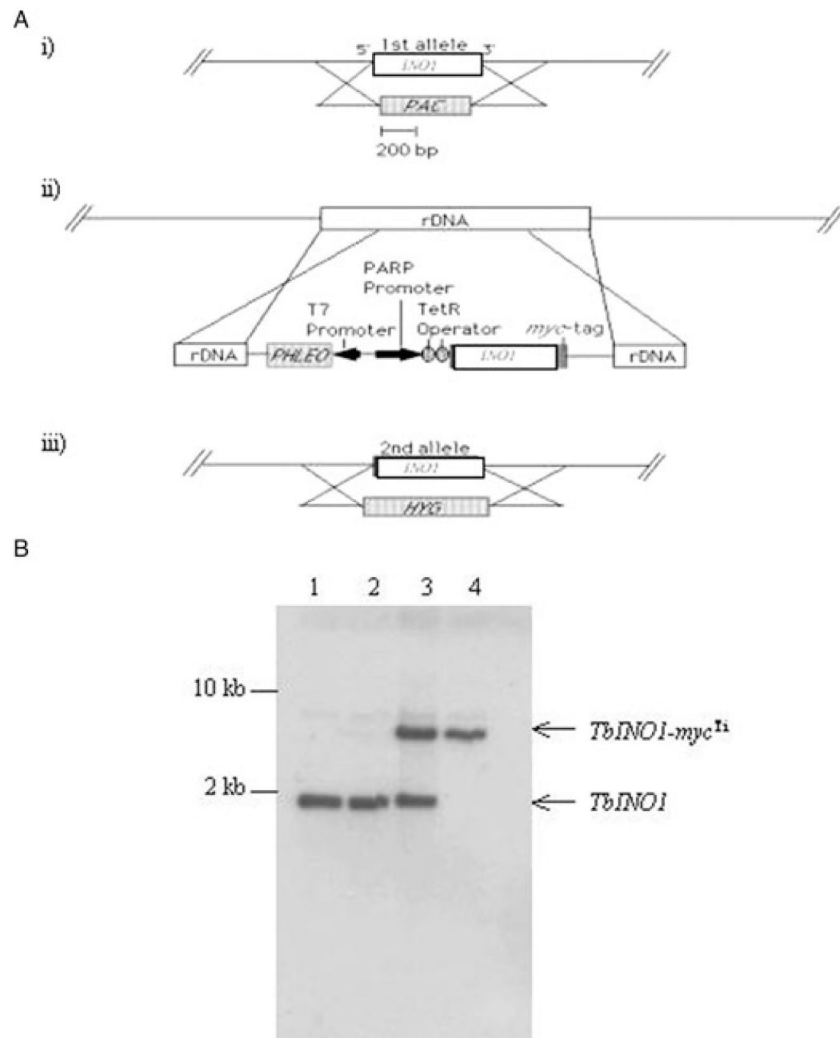 A
i)
5' 1st allele 3'
INO1
PAC
200 bp
ii)
rDNA
PARP
Promoter
T7
Promoter
TetR
Operator
myc-tag
rDNA
PHLEO
INO1
rDNA
iii)
2nd allele
INO1
HYG
B
1 2 3 4
10 kb
TbINO1-myc^Ti
2 kb
TbINO1